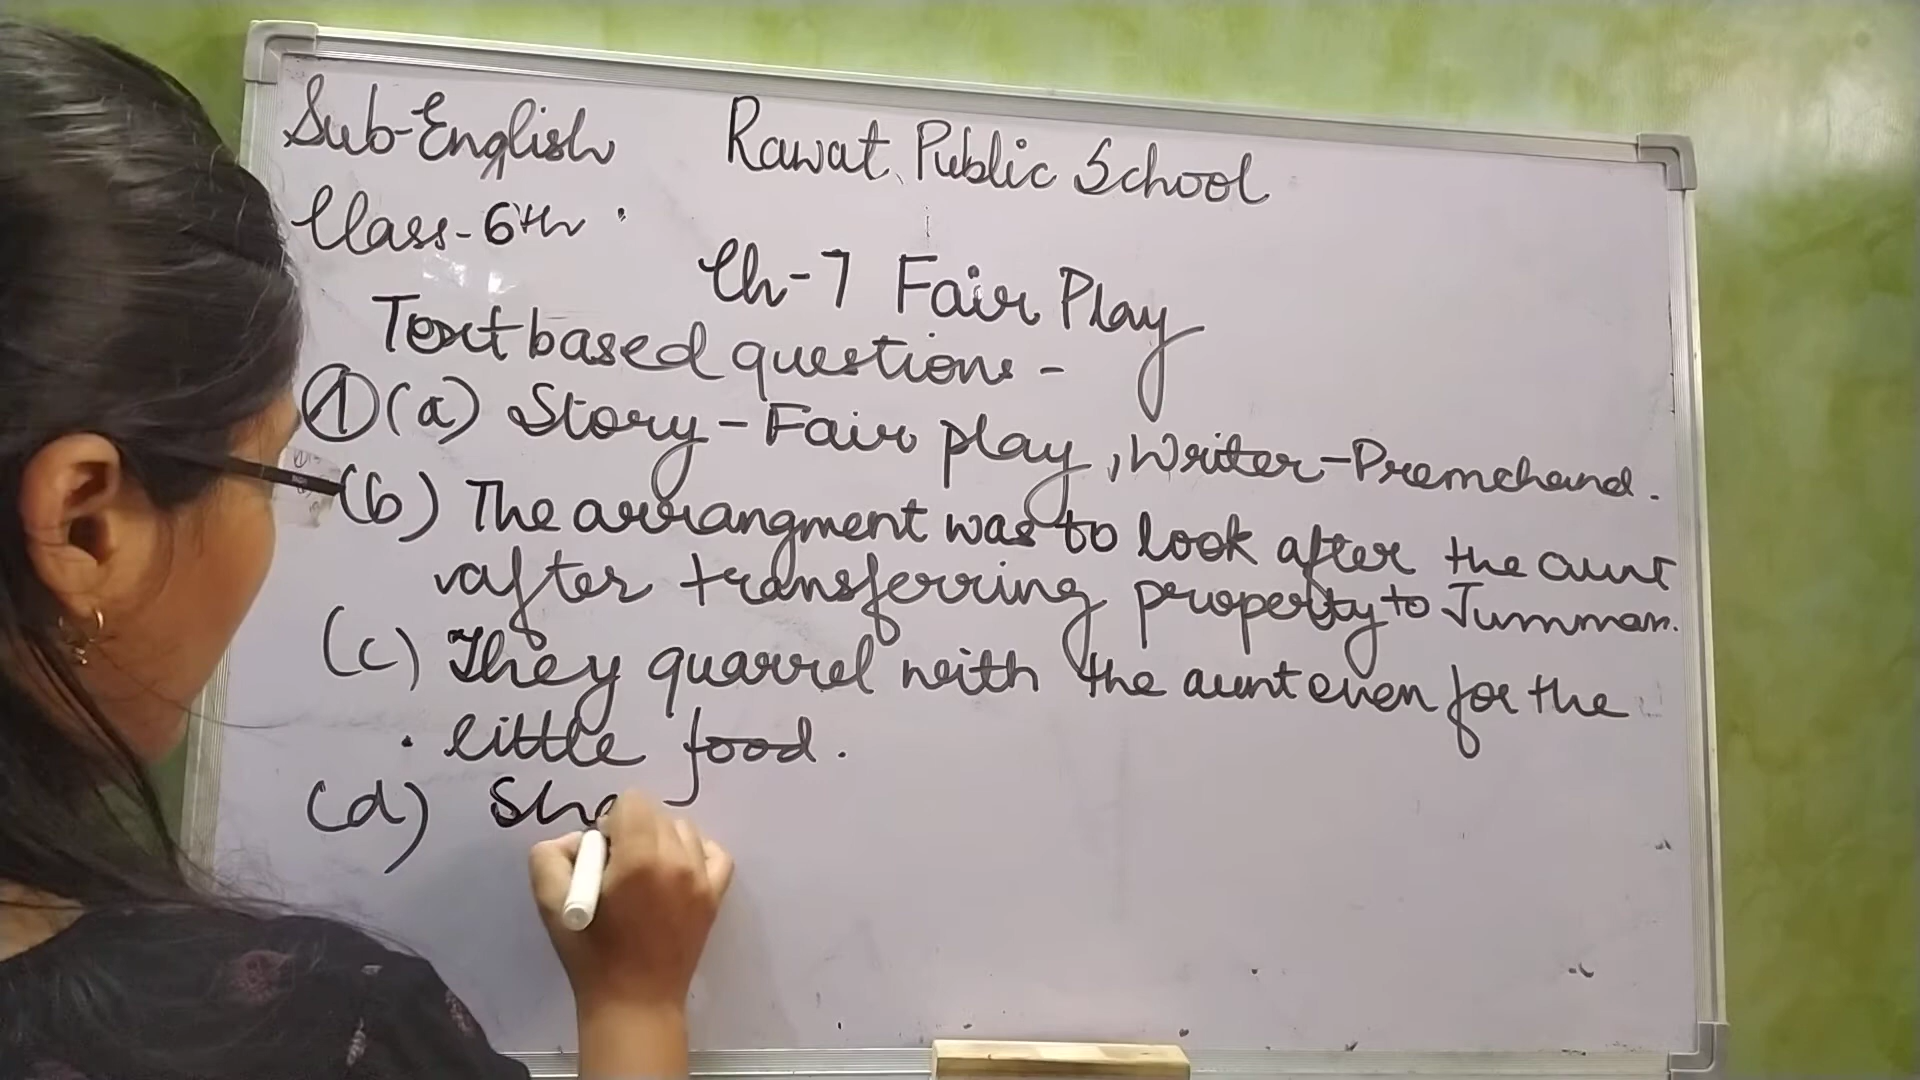 Sub-English
Rawat Public School
Class-6th
Ch-7 Fair Play
Text based questions -
1 (a) Story - Fair play, Writer-Premchand.
(b) The arrangment was to look after the aunt
after transferring property to Jumman.
(c) They quarrel with the aunt even for the
little food.
(d) She